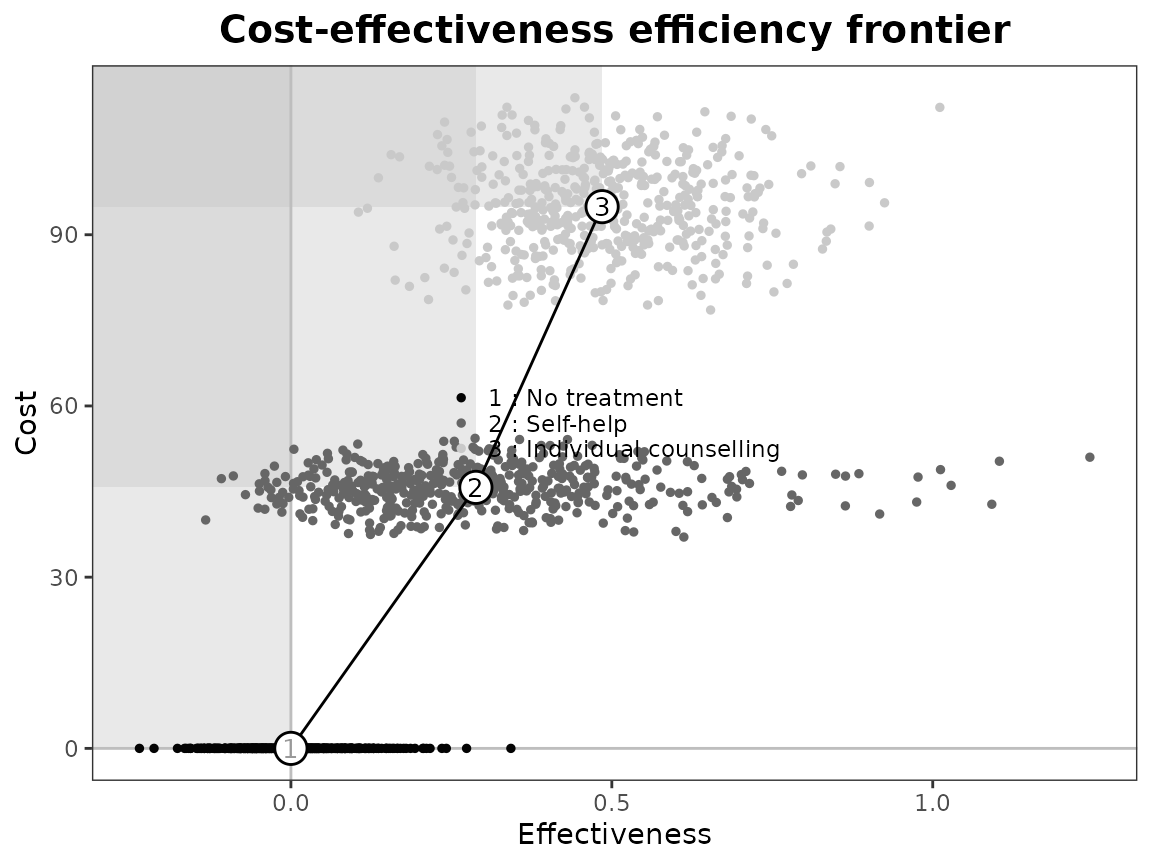 Cost-effectiveness efficiency frontier
Cost
90
60
30
0
3
1 : No treatment
2 : Self-help
3 : Individual counselling
2
1
0.0
0.5
1.0
Effectiveness